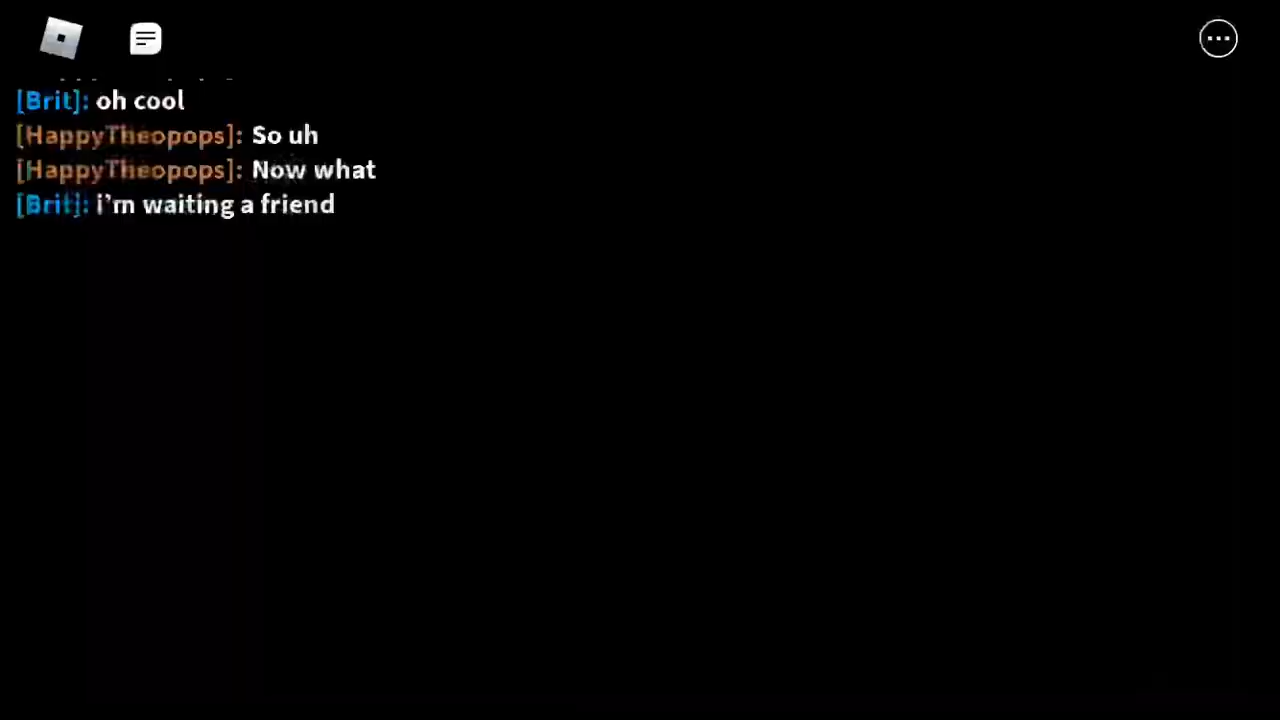 [Brit]: oh cool
[HappyTheopops]: So uh
[HappyTheopops]: Now what
[Brit]: i'm waiting a friend